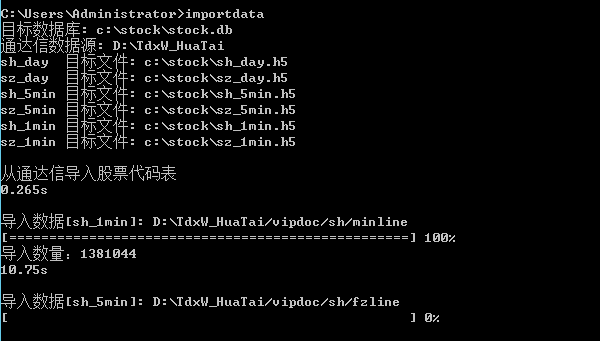 C:\Users\Administrator>importdata
目标数据库: c:\stock\stock.db
通达信数据源: D:\TdxW_HuaTai
sh_day  目标文件: c:\stock\sh_day.h5
sz_day  目标文件: c:\stock\sz_day.h5
sh_5min 目标文件: c:\stock\sh_5min.h5
sz_5min 目标文件: c:\stock\sz_5min.h5
sh_1min 目标文件: c:\stock\sh_1min.h5
sz_1min 目标文件: c:\stock\sz_1min.h5
从通达信导入股票代码表
0.265s
导入数据[sh_1min]: D:\TdxW_HuaTai/vipdoc/sh/minline
[==================================================] 100%
导入数量：1381044
10.75s
导入数据[sh_5min]: D:\TdxW_HuaTai/vipdoc/sh/fzline
[                                                  ] 0%